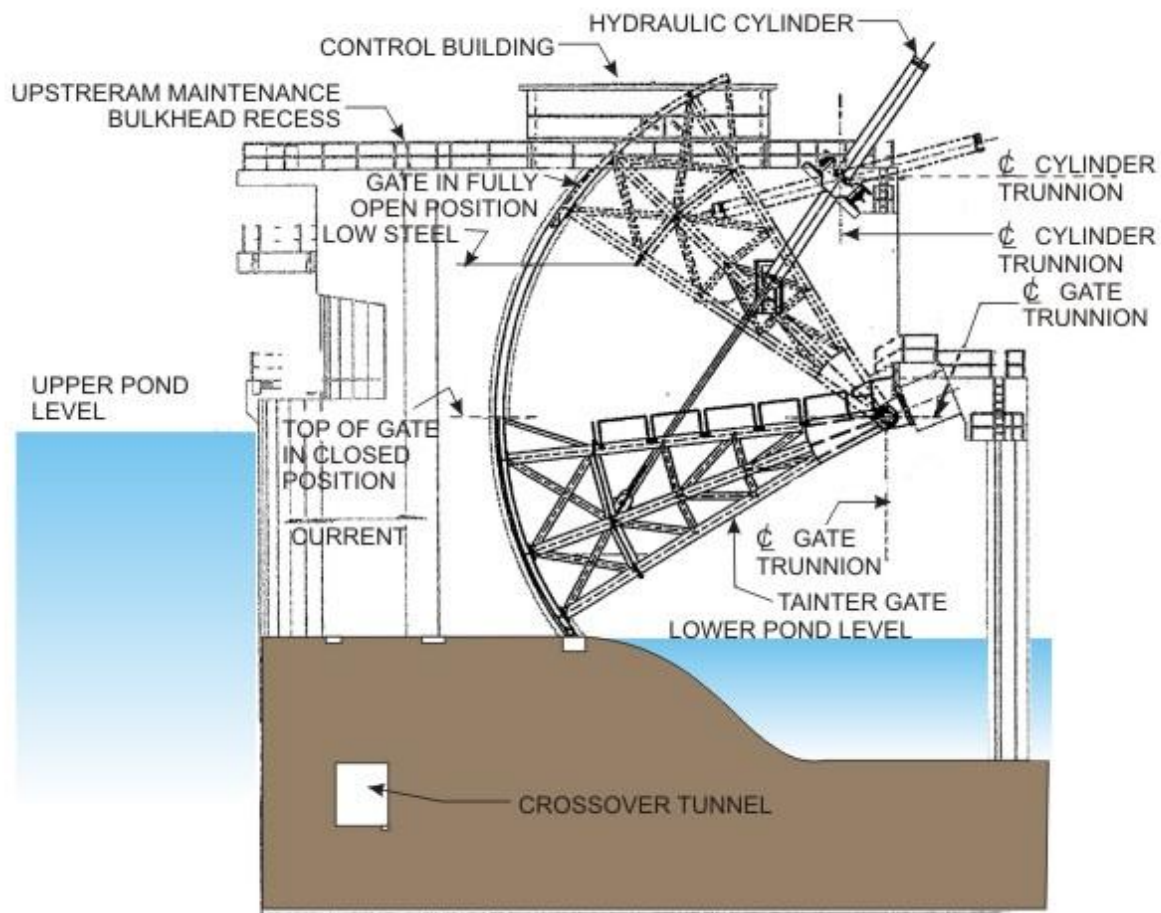 HYDRAULIC CYLINDER
CONTROL BUILDING
UPSTRERAM MAINTENANCE
BULKHEAD RECESS
GATE IN FULLY
OPEN POSITION
LOW STEEL
℄ CYLINDER
TRUNNION
℄ CYLINDER
TRUNNION
℄ GATE
TRUNNION
UPPER POND
LEVEL
TOP OF GATE
IN CLOSED
POSITION
CURRENT
℄ GATE
TRUNNION
TAINTER GATE
LOWER POND LEVEL
CROSSOVER TUNNEL